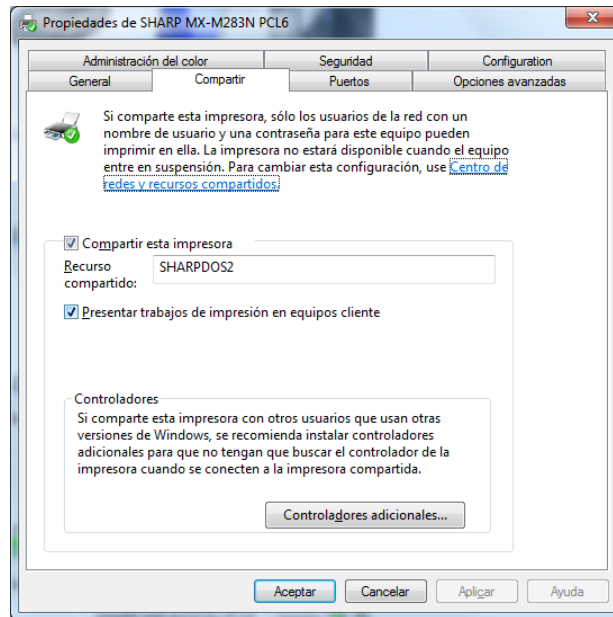 Propiedades de SHARP MX-M283N PCL6
Administración del color
Seguridad
Configuration
General
Compartir
Puertos
Opciones avanzadas
Si comparte esta impresora, sólo los usuarios de la red con un
nombre de usuario y una contraseña para este equipo pueden
imprimir en ella. La impresora no estará disponible cuando el equipo
entre en suspensión. Para cambiar esta configuración, use Centro de
redes y recursos compartidos.
Compartir esta impresora
Recurso
compartido:
SHARPDOS2
Presentar trabajos de impresión en equipos cliente
Controladores
Si comparte esta impresora con otros usuarios que usan otras
versiones de Windows, se recomienda instalar controladores
adicionales para que no tengan que buscar el controlador de la
impresora cuando se conecten a la impresora compartida.
Controladores adicionales...
Aceptar
Cancelar
Aplicar
Ayuda